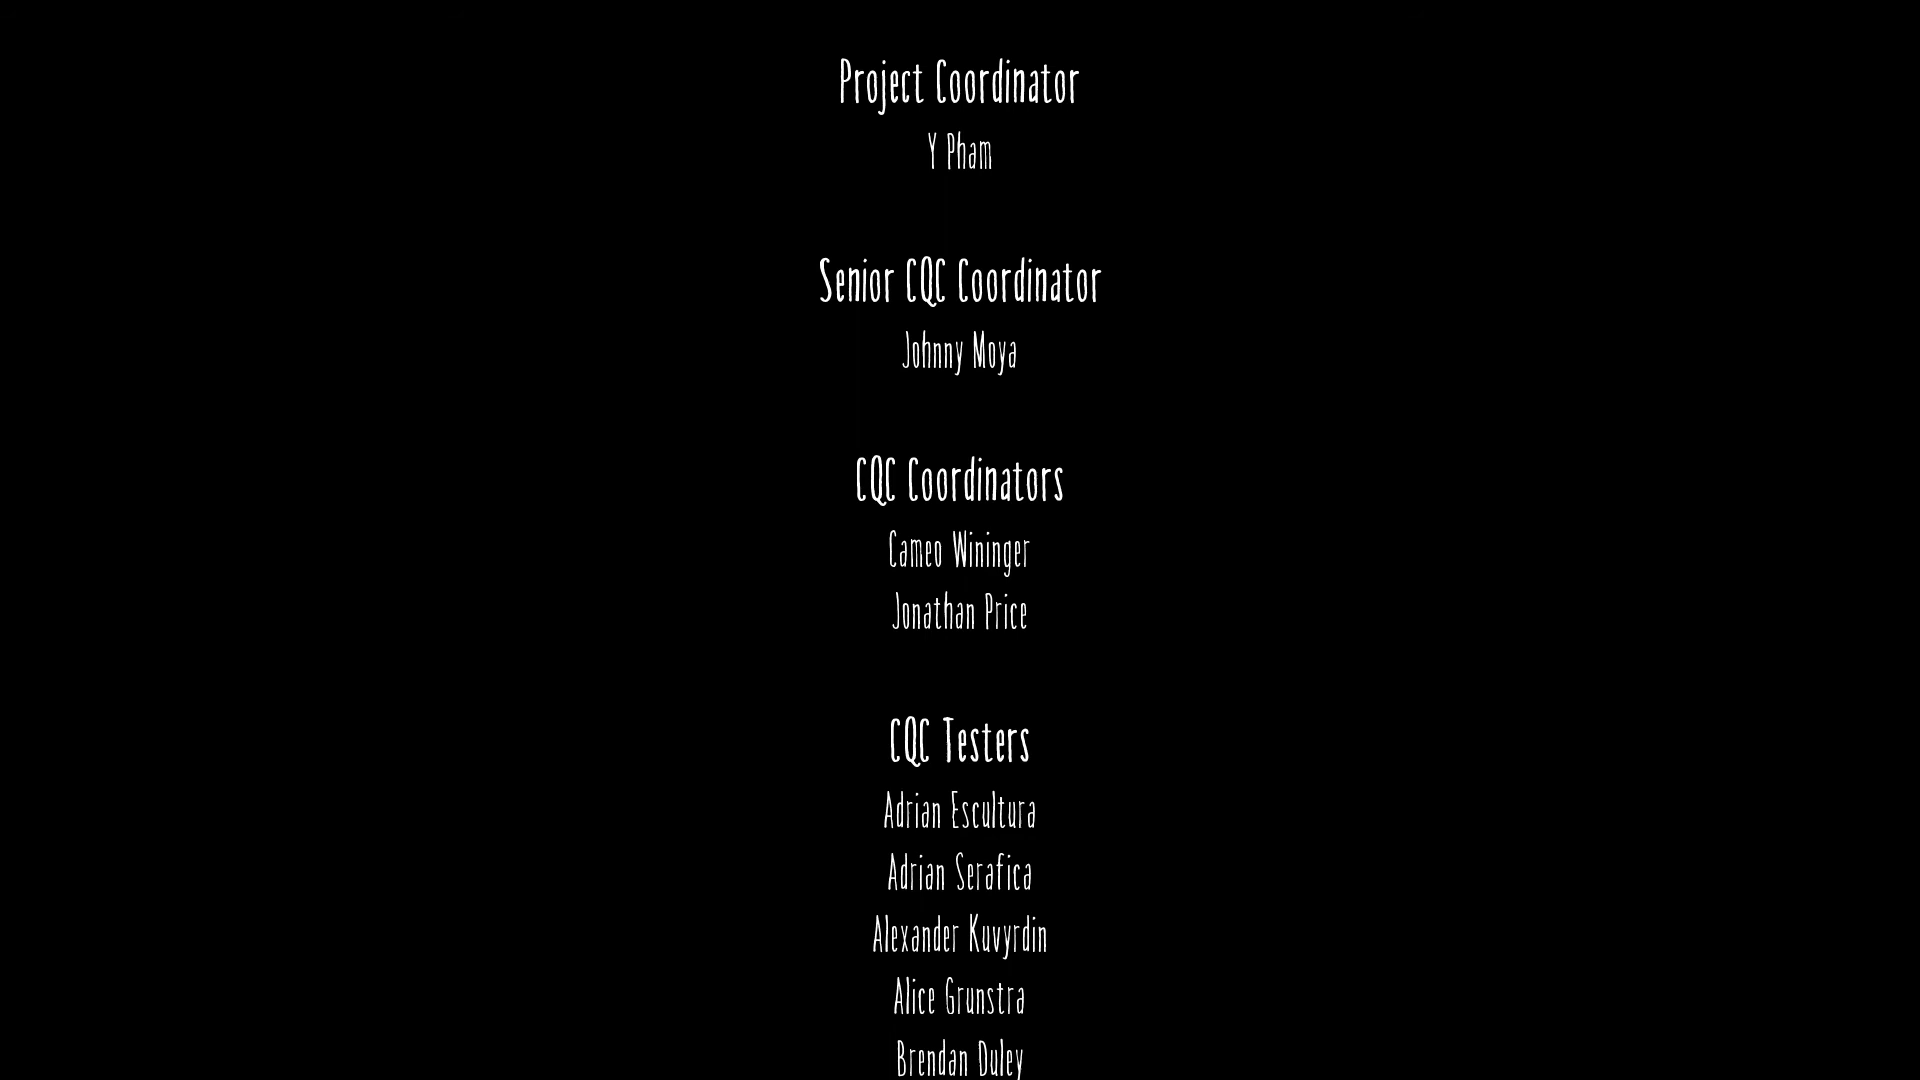 Project Coordinator
Y Pham
Senior CQC Coordinator
Johnny Moya
CQC Coordinators
Cameo Wininger
Jonathan Price
CQC Testers
Adrian Escultura
Adrian Serafica
Alexander Kuvyrdin
Alice Grunstra
Brendan Duley